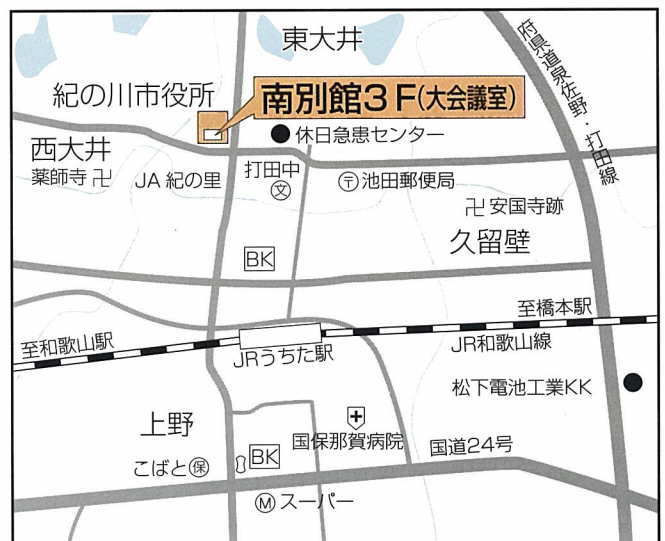 東大井
府県道泉佐野・打田線
紀の川市役所
南別館3F(大会議室)
休日急患センター
西大井
薬師寺卍
JA 紀の里
打田中
文
〒池田郵便局
卍安国寺跡
久留壁
BK
至橋本駅
至和歌山駅
JRうちた駅
JR和歌山線
松下電池工業KK
上野
国保那賀病院
国道24号
こばと保
BK
Mスーパー